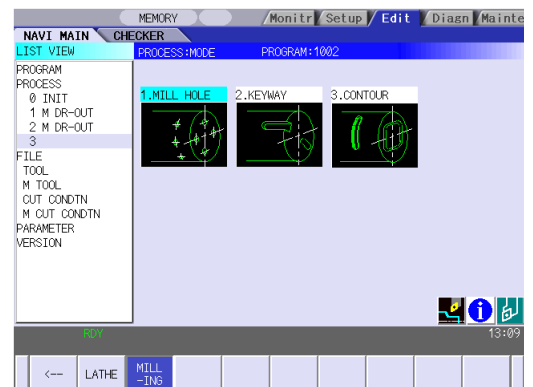 MEMORY Monitr Setup Edit Diagn Mainte
NAVI MAIN CHECKER
LIST VIEW PROCESS:MODE PROGRAM:1002
PROGRAM
PROCESS
0 INIT
1 M DR-OUT
2 M DR-OUT
3
FILE
TOOL
M TOOL
CUT CONDTN
M CUT CONDTN
PARAMETER
VERSION
1.MILL HOLE 2.KEYWAY 3.CONTOUR
i
RDY 13:09
<-- LATHE MILL
-ING